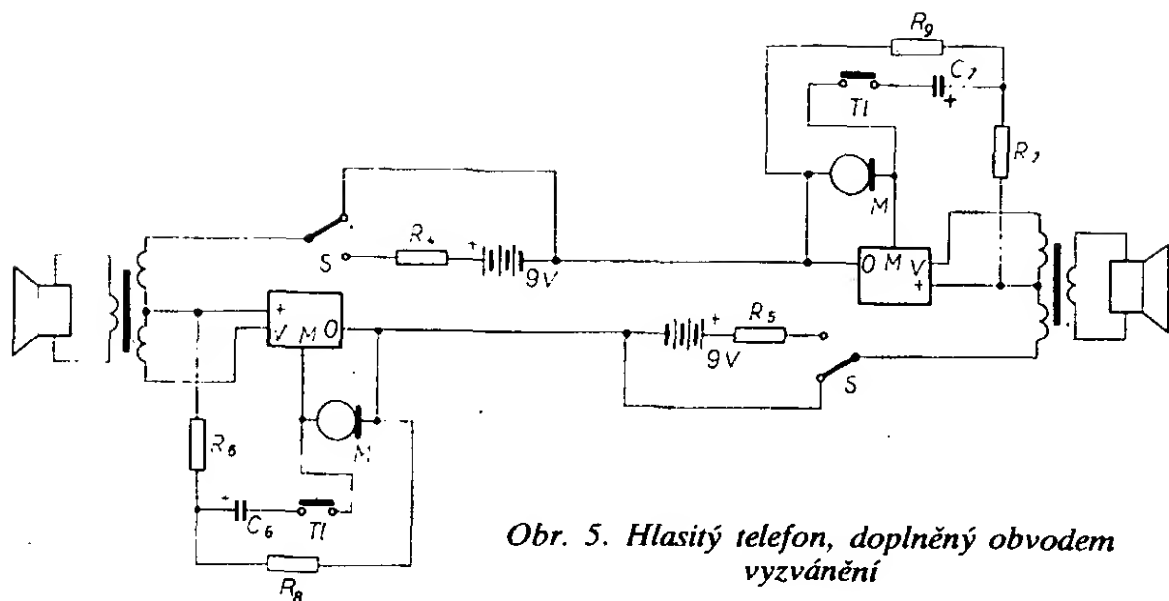 R9
C7
+
Tl
R7
M
S
R4
+
9V
O M V
+
+
V M O
+
9V
R5
S
R6
M
+
C6
Tl
R8
Obr. 5. Hlasitý telefon, doplněný obvodem
vyzvánění